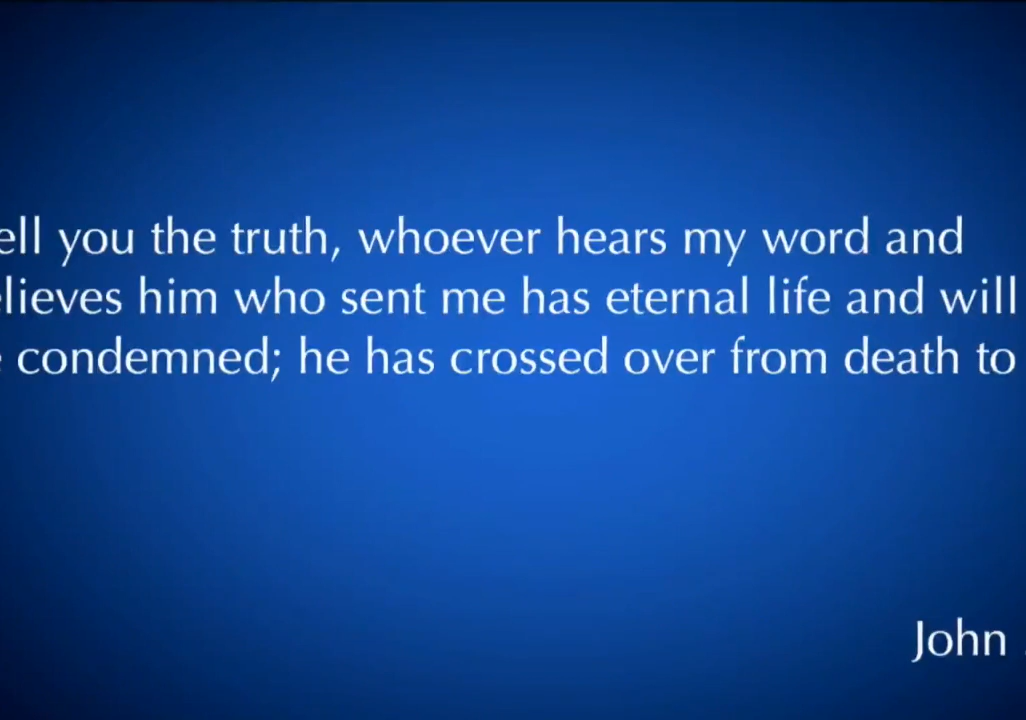 ell you the truth, whoever hears my word and
elieves him who sent me has eternal life and will
condemned; he has crossed over from death to
John